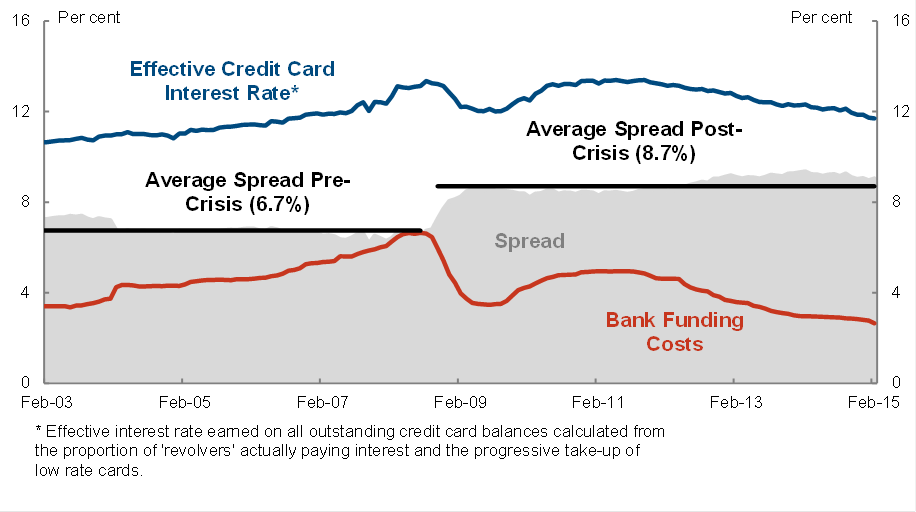 16
Per cent
Per cent
16
Effective Credit Card
Interest Rate*
12
12
Average Spread Post-
Crisis (8.7%)
Average Spread Pre-
Crisis (6.7%)
8
8
Spread
4
4
Bank Funding
Costs
0
0
Feb-03
Feb-05
Feb-07
Feb-09
Feb-11
Feb-13
Feb-15
* Effective interest rate earned on all outstanding credit card balances calculated from
the proportion of 'revolvers' actually paying interest and the progressive take-up of
low rate cards.